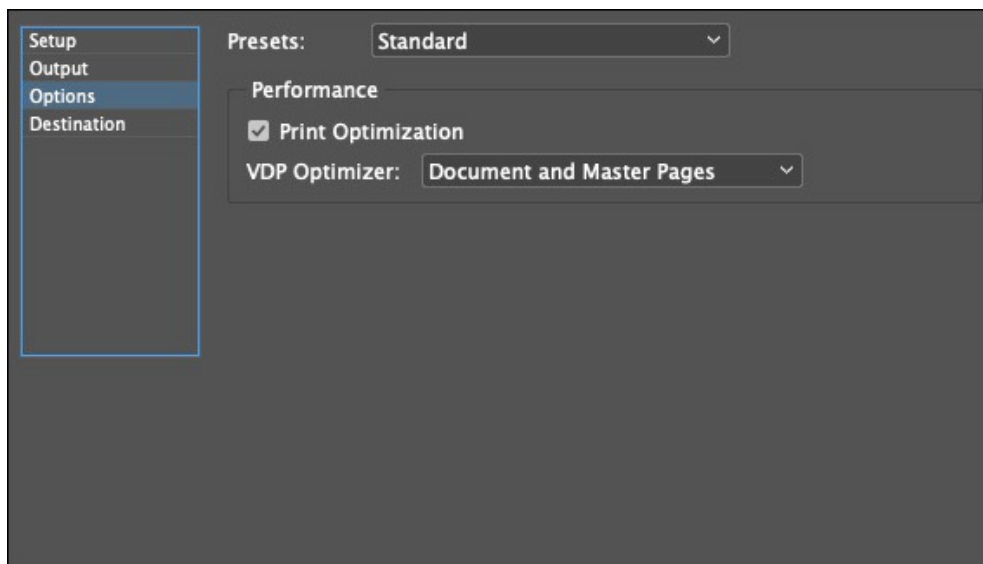 Setup
Output
Options
Destination
Presets: Standard
Performance
Print Optimization
VDP Optimizer: Document and Master Pages